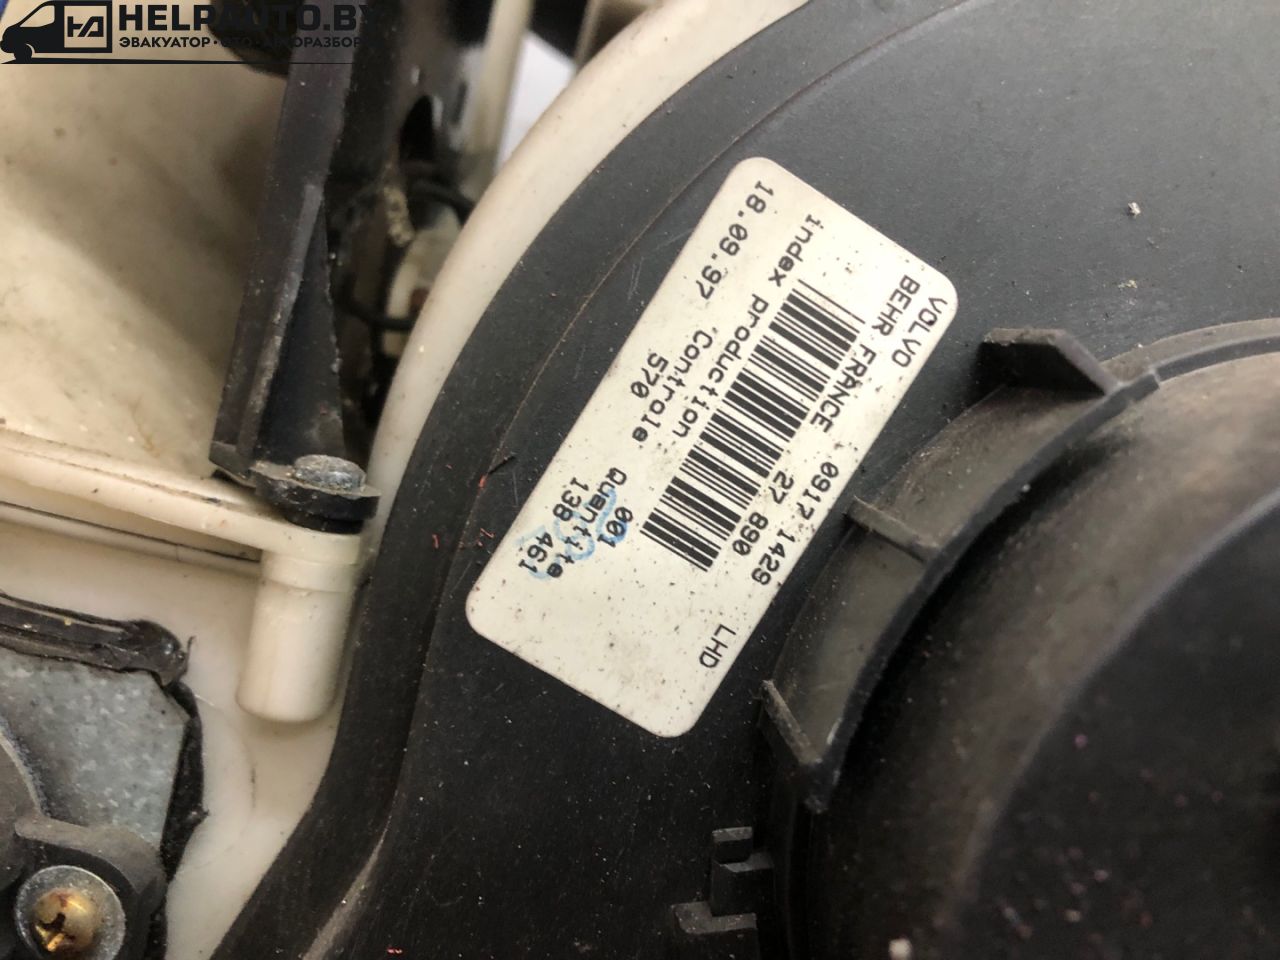 HELPAUTO.BY
ЭВАКУАТОР · СТО · АВТОРАЗБОР
VOLVO
BEHR FRANCE 0917 1429 LHD
27 890
index production 001
18.09.97 Controle Quantite
570 138 461